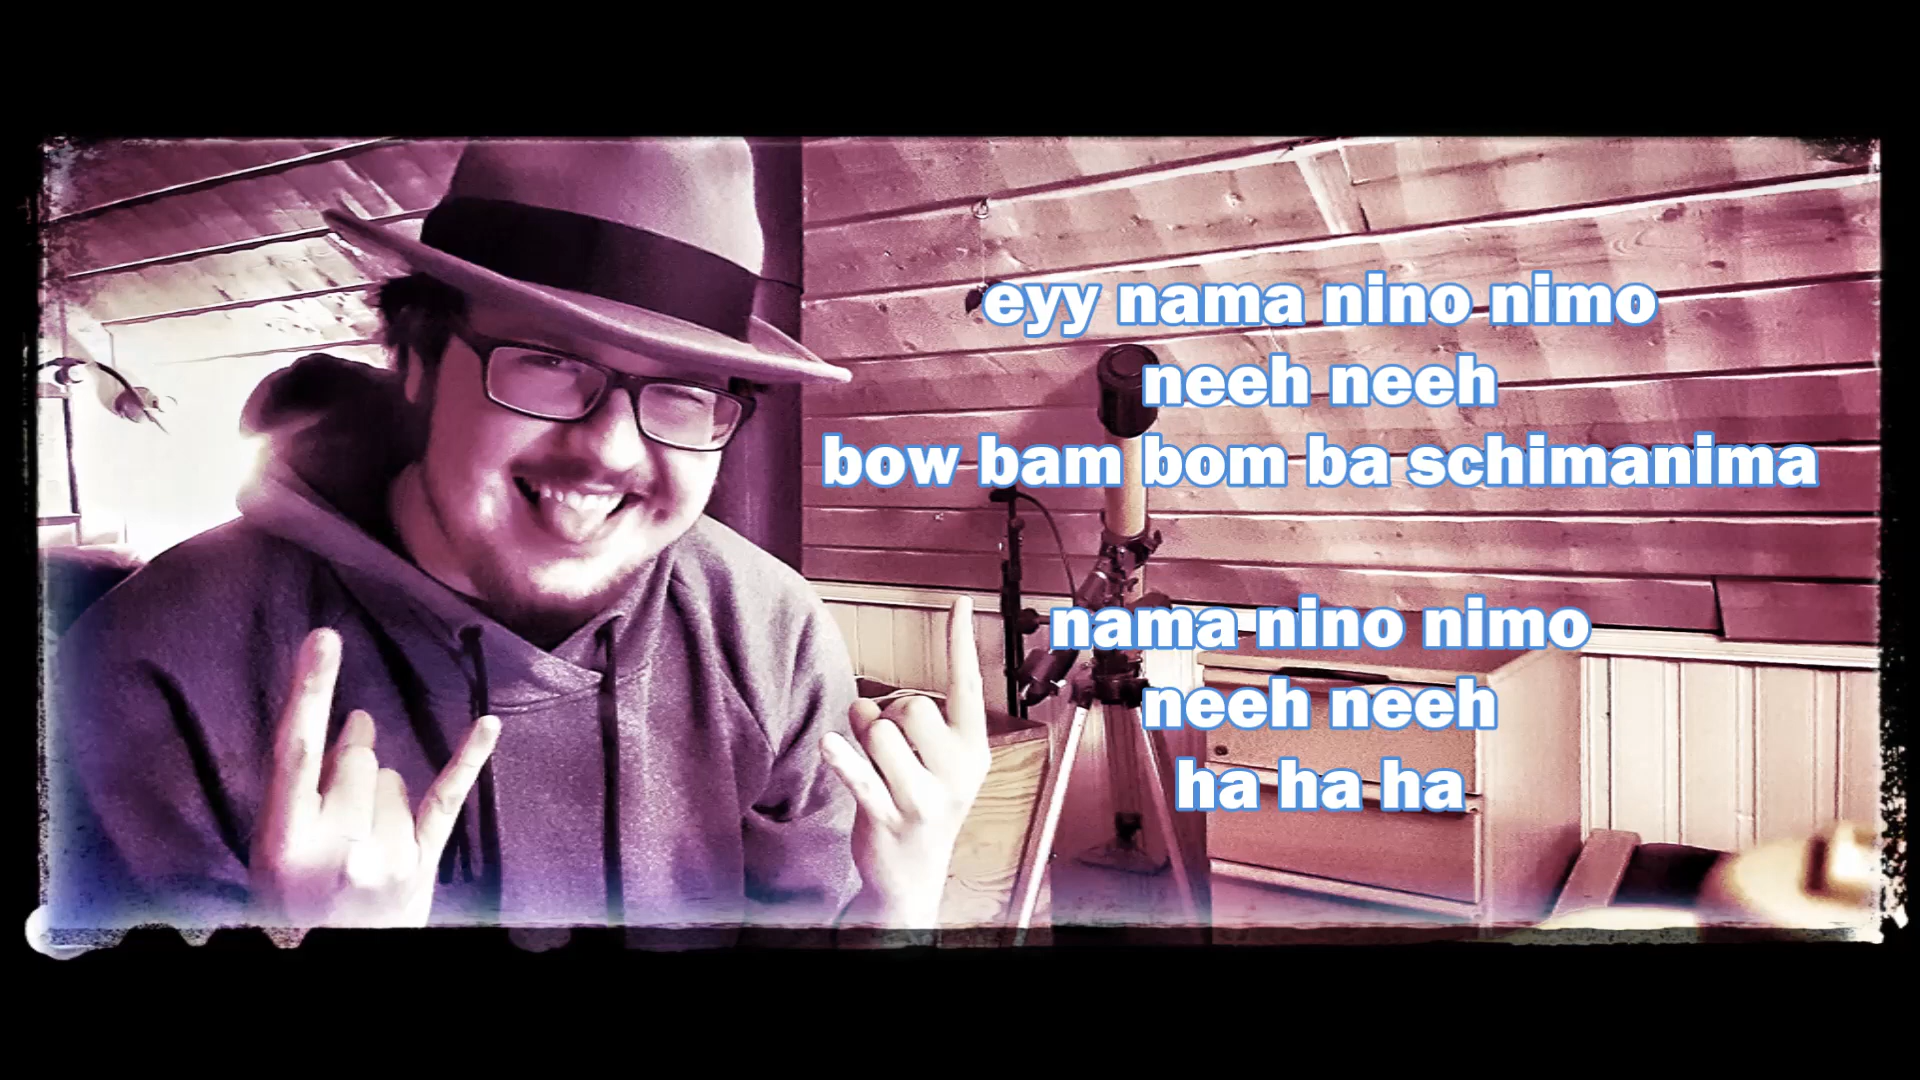 eyy nama nino nimo
neeh neeh
bow bam bom ba schimanima
nama nino nimo
neeh neeh
ha ha ha